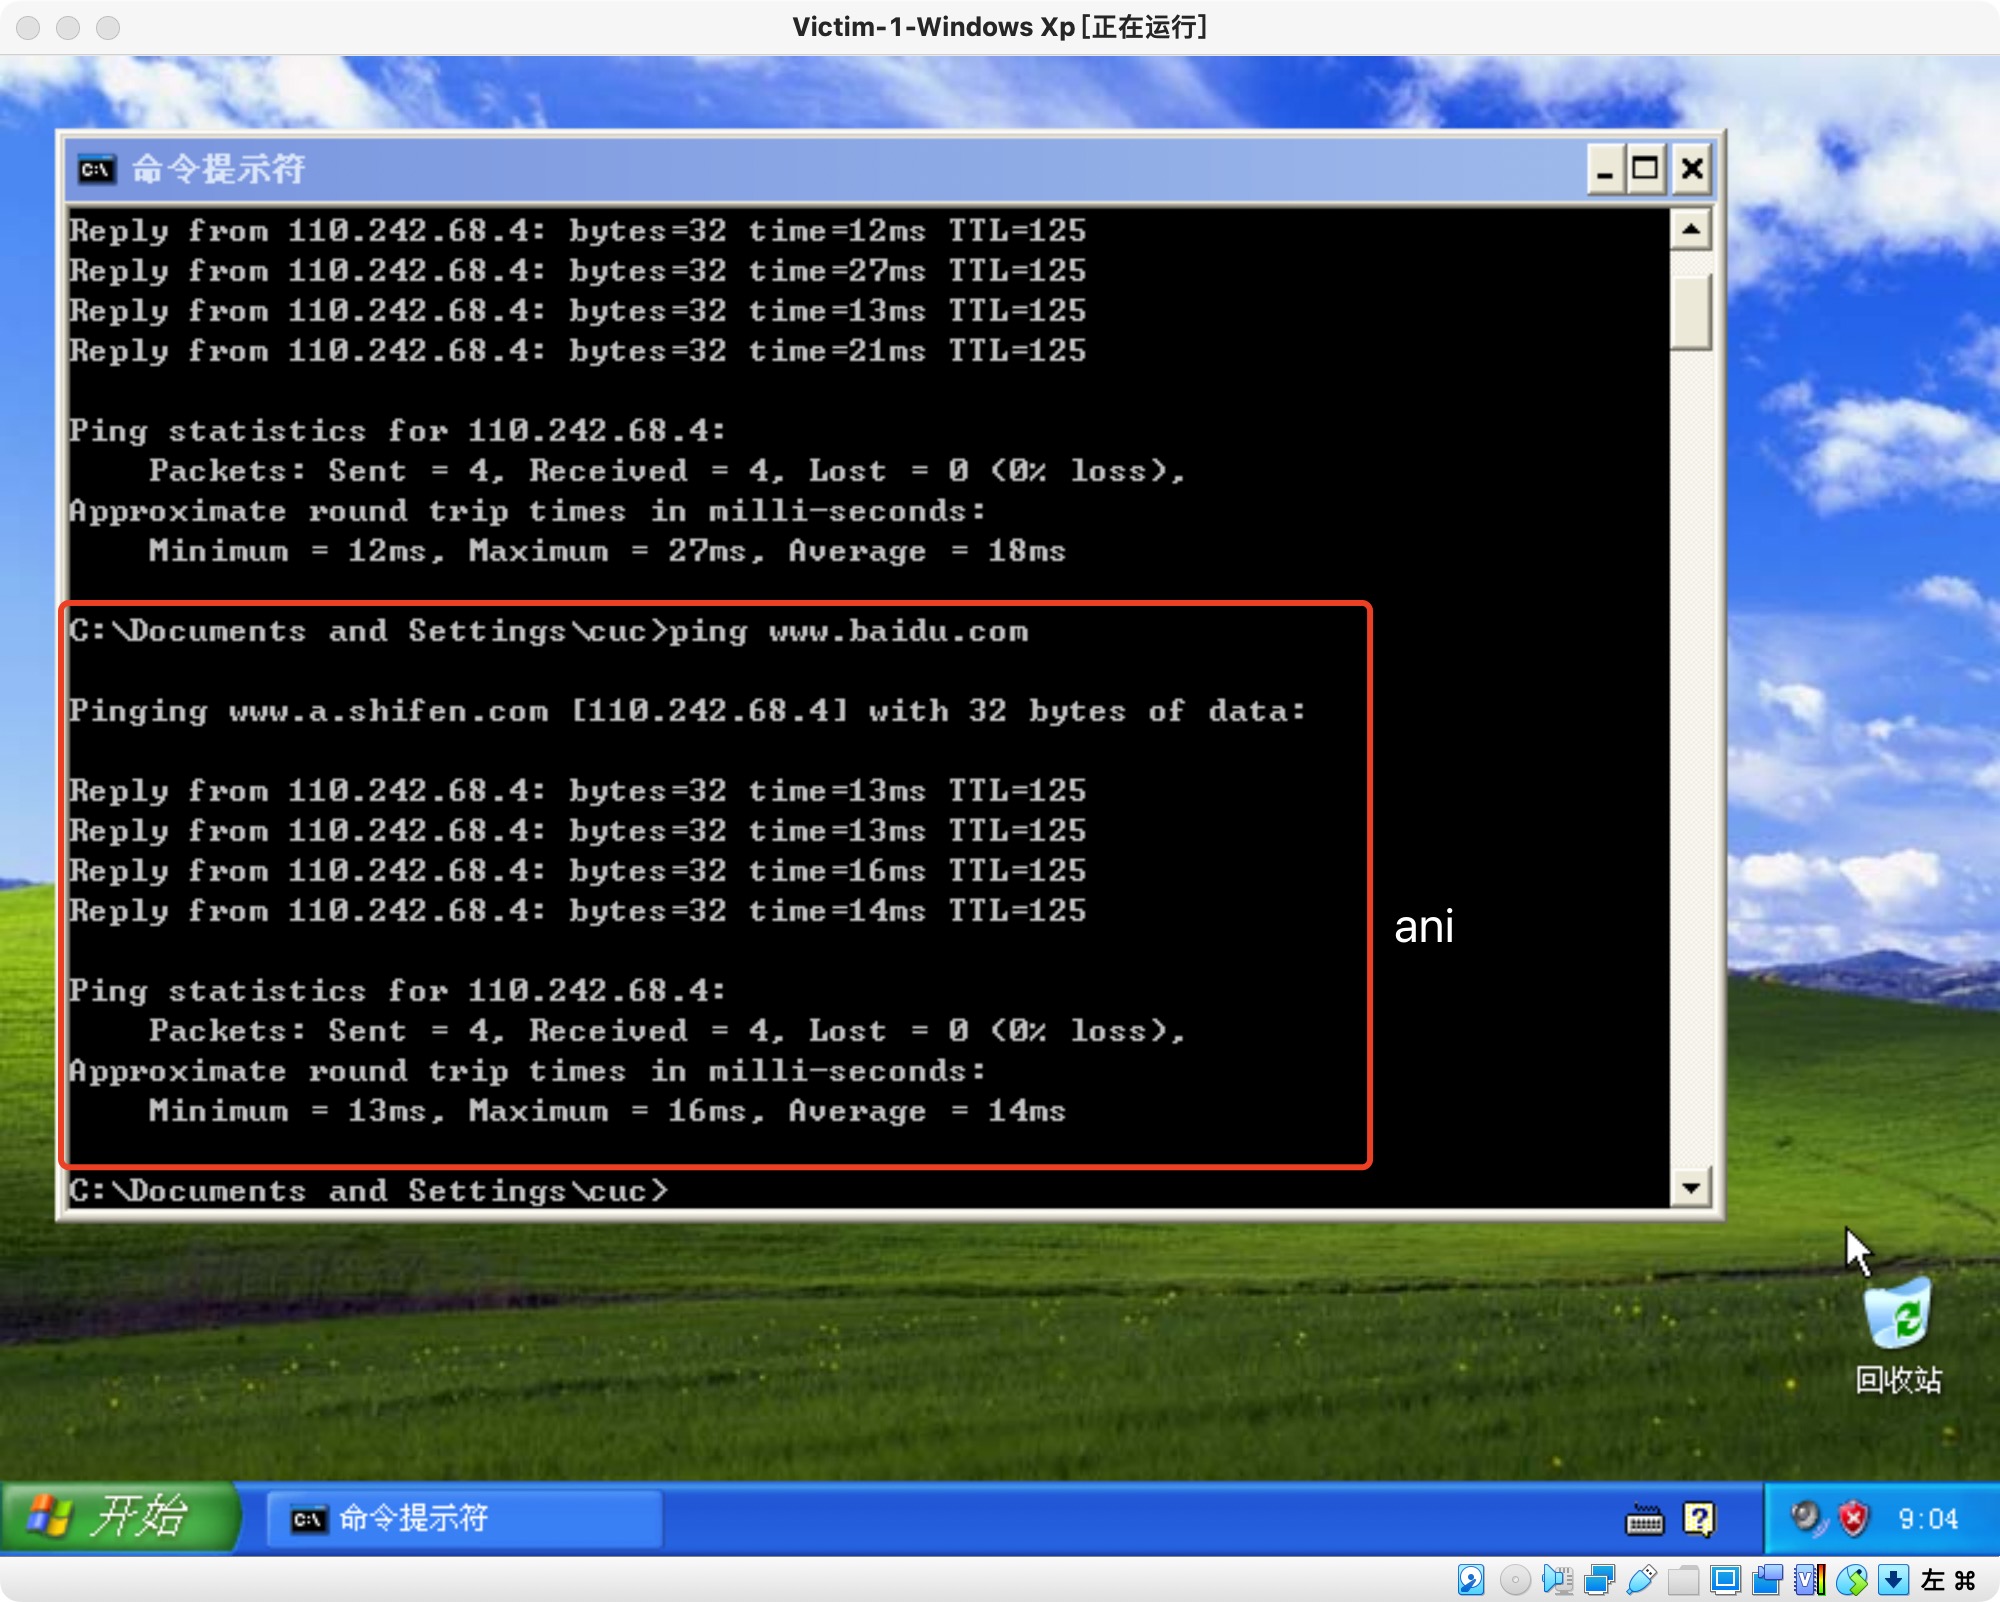 Victim-1-Windows Xp [正在运行]
命令提示符
Reply from 110.242.68.4: bytes=32 time=12ms TTL=125
Reply from 110.242.68.4: bytes=32 time=27ms TTL=125
Reply from 110.242.68.4: bytes=32 time=13ms TTL=125
Reply from 110.242.68.4: bytes=32 time=21ms TTL=125
Ping statistics for 110.242.68.4:
Packets: Sent = 4, Received = 4, Lost = 0 (0% loss),
Approximate round trip times in milli-seconds:
Minimum = 12ms, Maximum = 27ms, Average = 18ms
C:\Documents and Settings\cuc>ping www.baidu.com
Pinging www.a.shifen.com [110.242.68.4] with 32 bytes of data:
Reply from 110.242.68.4: bytes=32 time=13ms TTL=125
Reply from 110.242.68.4: bytes=32 time=13ms TTL=125
Reply from 110.242.68.4: bytes=32 time=16ms TTL=125
Reply from 110.242.68.4: bytes=32 time=14ms TTL=125
ani
Ping statistics for 110.242.68.4:
Packets: Sent = 4, Received = 4, Lost = 0 (0% loss),
Approximate round trip times in milli-seconds:
Minimum = 13ms, Maximum = 16ms, Average = 14ms
C:\Documents and Settings\cuc>
回收站
开始
命令提示符
9:04
左 ⌘